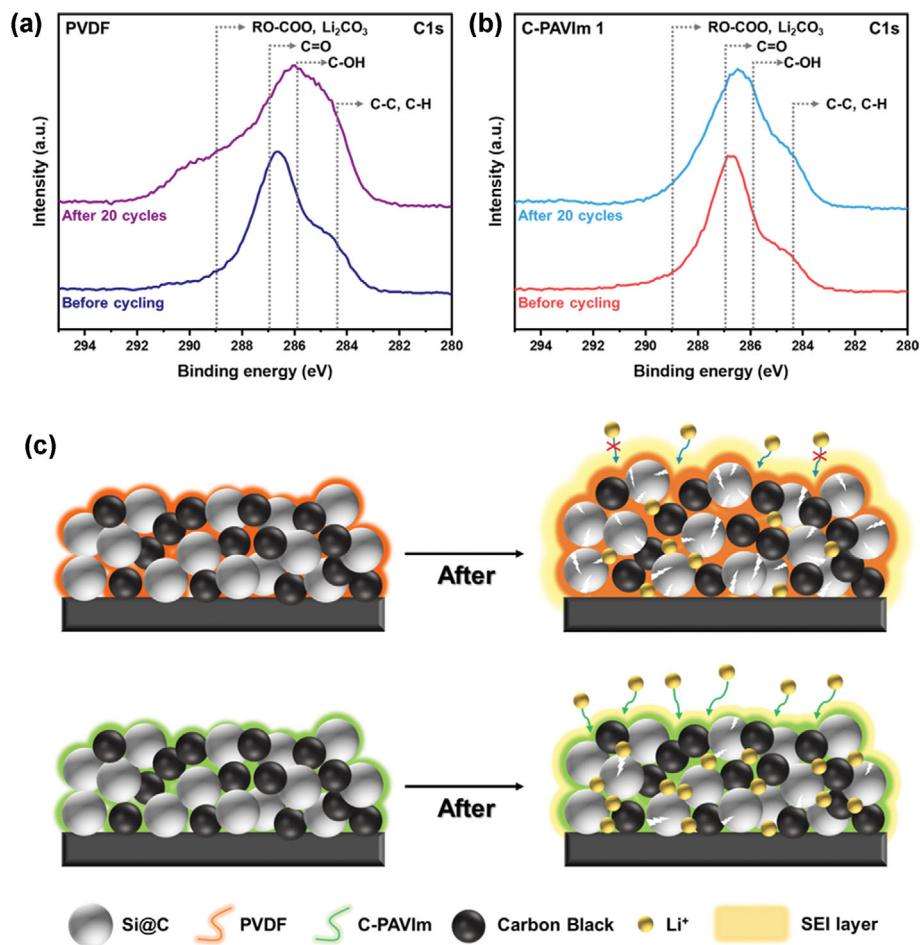 (a)
PVDF
RO-COO, Li₂CO₃
C1s
C=O
C-OH
C-C, C-H
After 20 cycles
Before cycling
Intensity (a.u.)
294 292 290 288 286 284 282 280
Binding energy (eV)
(b)
C-PAVIm 1
RO-COO, Li₂CO₃
C1s
C=O
C-OH
C-C, C-H
After 20 cycles
Before cycling
Intensity (a.u.)
294 292 290 288 286 284 282 280
Binding energy (eV)
(c)
After
After
Si@C PVDF C-PAVIm Carbon Black Li⁺ SEI layer